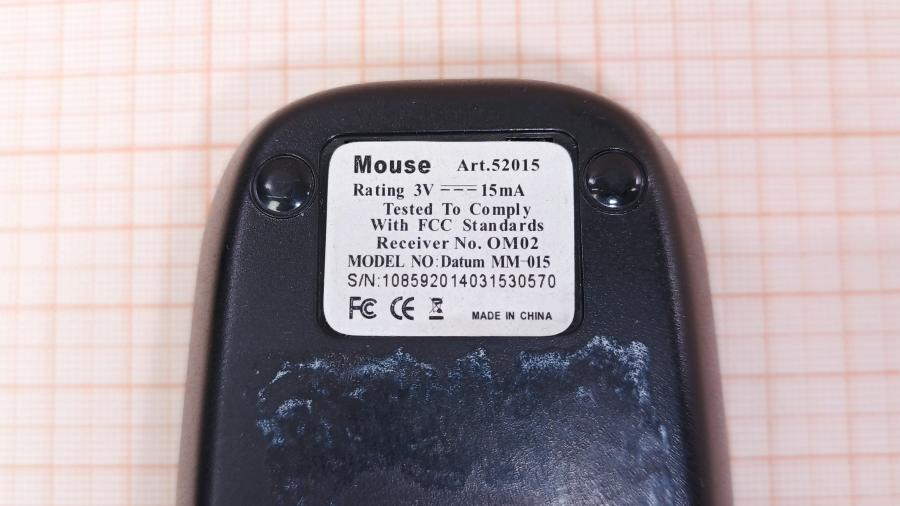 Mouse Art.52015
Rating 3V 15mA
Tested To Comply
With FCC Standards
Receiver No. OM02
MODEL NO:Datum MM-015
S/N:108592014031530570
FC CE MADE IN CHINA